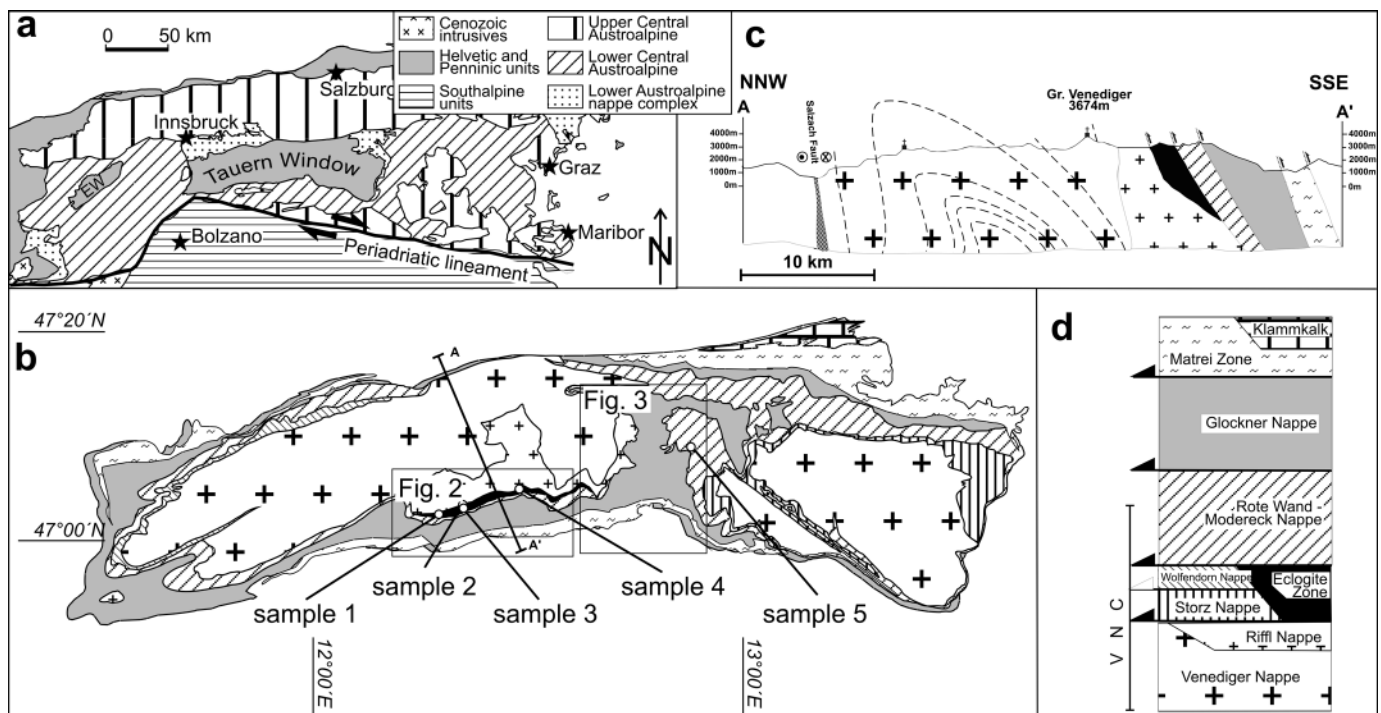 a
0 50 km
Salzburg
Innsbruck
Tauern Window
EW
Graz
Bolzano
Maribor
Periadriatic lineament
N
Cenozoic
intrusives
Helvetic and
Penninic units
Southalpine
units
Upper Central
Austroalpine
Lower Central
Austroalpine
Lower Austroalpine
nappe complex
c
NNW
SSE
A
A'
Salzach Fault
Gr. Venediger
3674m
4000m
3000m
2000m
1000m
0m
4000m
3000m
2000m
1000m
0m
10 km
b
47°20´N
47°00´N
A
A'
Fig. 2
Fig. 3
sample 1
sample 2
sample 3
sample 4
sample 5
12°00´E
13°00´E
d
Klammkalk
Matrei Zone
Glockner Nappe
Rote Wand -
Modereck Nappe
Wolfendorn Nappe
Eclogite
Zone
Storz Nappe
Riffl Nappe
Venediger Nappe
V N C